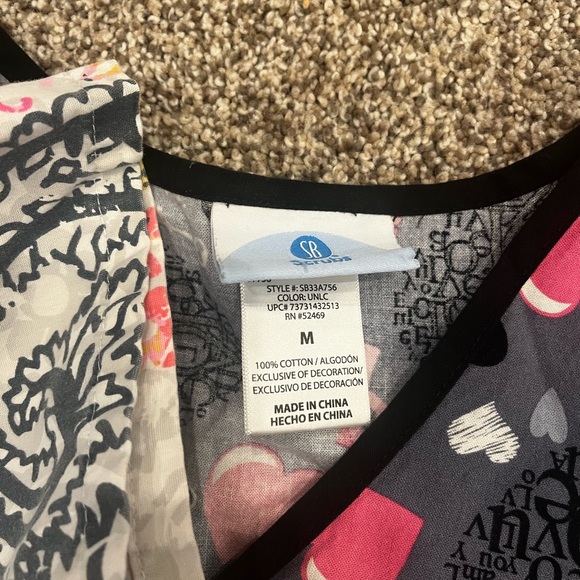 SB
Scrubs
STYLE #: SB33A756
COLOR: UNLC
UPC# 73731432513
RN #52469
M
100% COTTON / ALGODÓN
EXCLUSIVE OF DECORATION/
EXCLUSIVO DE DECORACIÓN
MADE IN CHINA
HECHO EN CHINA
you